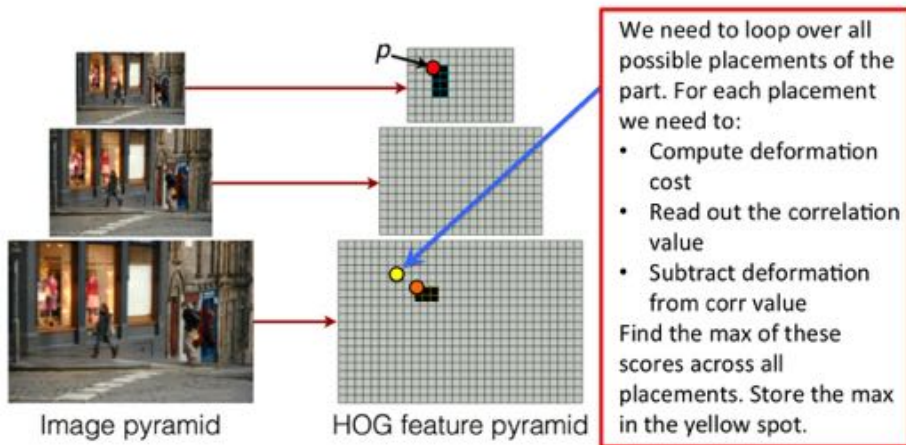 p
We need to loop over all
possible placements of the
part. For each placement
we need to:
• Compute deformation
cost
• Read out the correlation
value
• Subtract deformation
from corr value
Find the max of these
scores across all
placements. Store the max
in the yellow spot.
Image pyramid
HOG feature pyramid